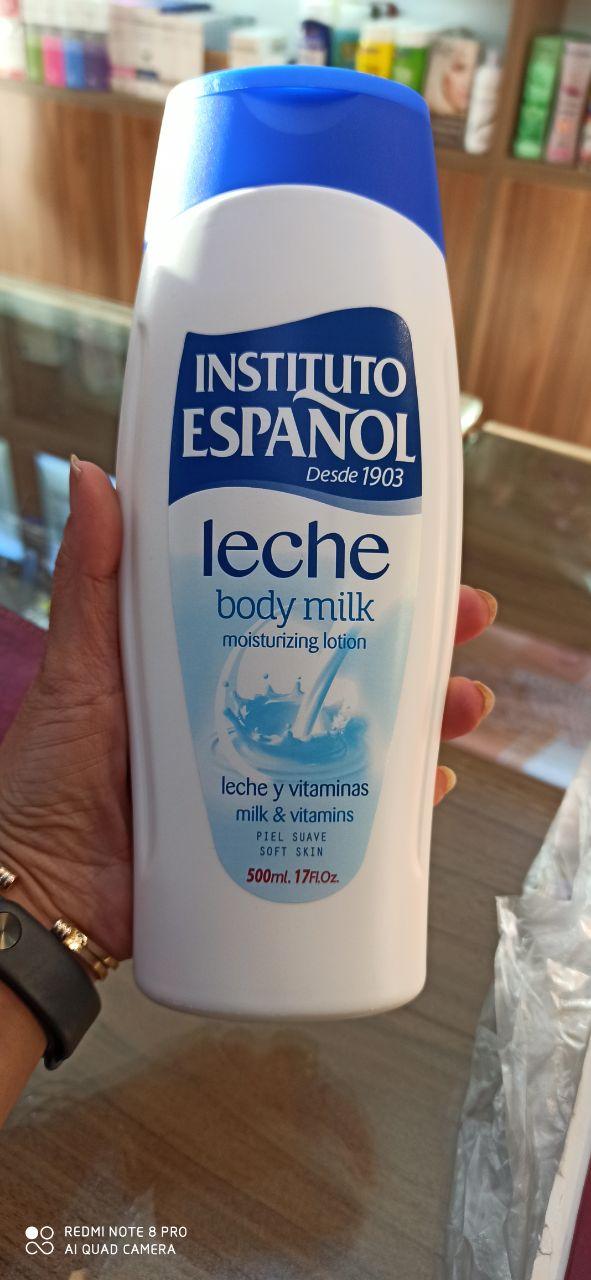 INSTITUTO
ESPAÑOL
Desde 1903
leche
body milk
moisturizing lotion
leche y vitaminas
milk & vitamins
PIEL SUAVE
SOFT SKIN
500ml. 17Fl.Oz.
REDMI NOTE 8 PRO
AI QUAD CAMERA